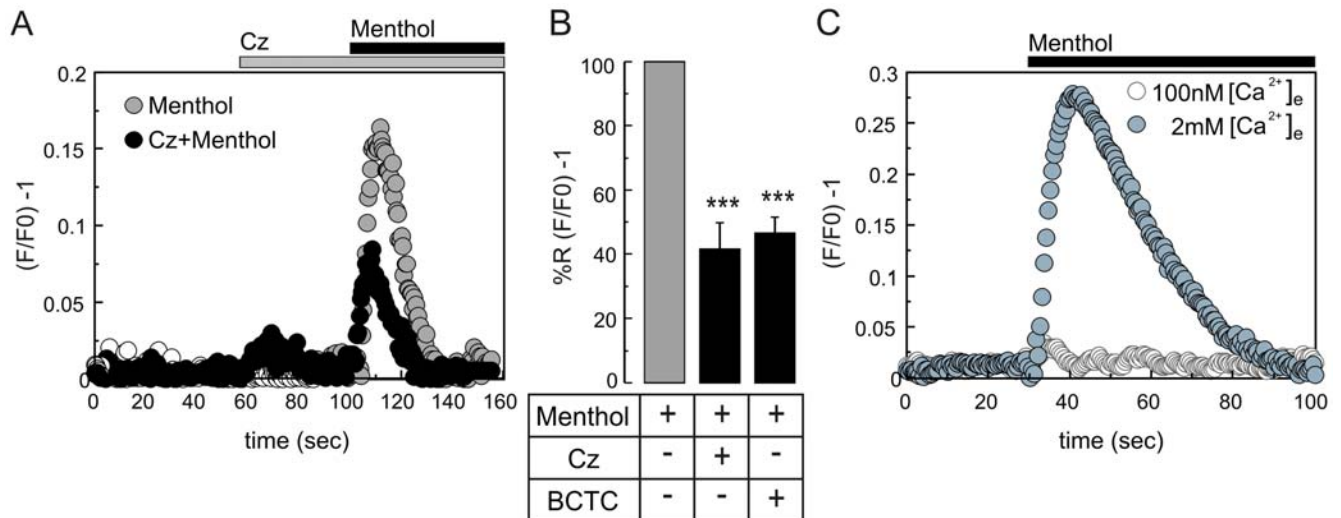 A
Cz
Menthol
0.2
0.15
0.1
0.05
0
(F/F0) -1
Menthol
Cz+Menthol
0 20 40 60 80 100 120 140 160
time (sec)
B
100
80
60
40
20
0
%R (F/F0) -1
***
***
Menthol + + +
Cz - + -
BCTC - - +
C
Menthol
0.3
0.25
0.2
0.15
0.1
0.05
0
(F/F0) -1
100nM [Ca²⁺]e
2mM [Ca²⁺]e
0 20 40 60 80 100
time (sec)